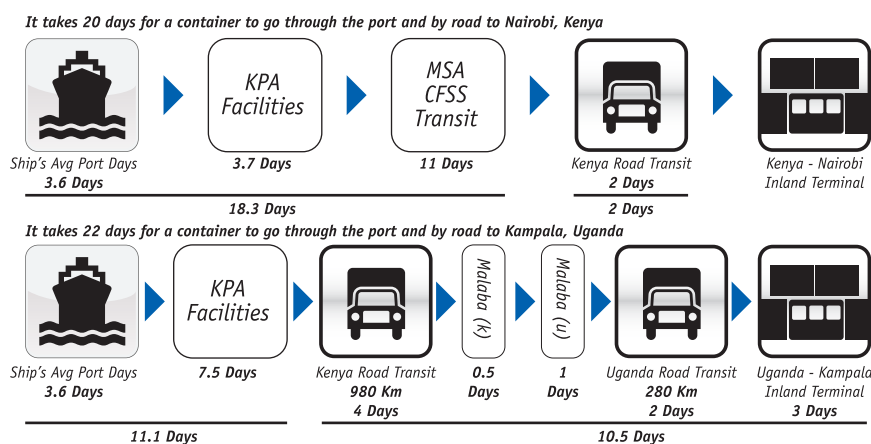 It takes 20 days for a container to go through the port and by road to Nairobi, Kenya
KPA
Facilities
MSA
CFSS
Transit
Ship's Avg Port Days
3.6 Days
3.7 Days
11 Days
Kenya Road Transit
2 Days
Kenya - Nairobi
Inland Terminal
18.3 Days
2 Days
It takes 22 days for a container to go through the port and by road to Kampala, Uganda
KPA
Facilities
Malaba (k)
Malaba (u)
Ship's Avg Port Days
3.6 Days
7.5 Days
Kenya Road Transit
980 Km
4 Days
0.5
Days
1
Days
Uganda Road Transit
280 Km
2 Days
Uganda - Kampala
Inland Terminal
3 Days
11.1 Days
10.5 Days